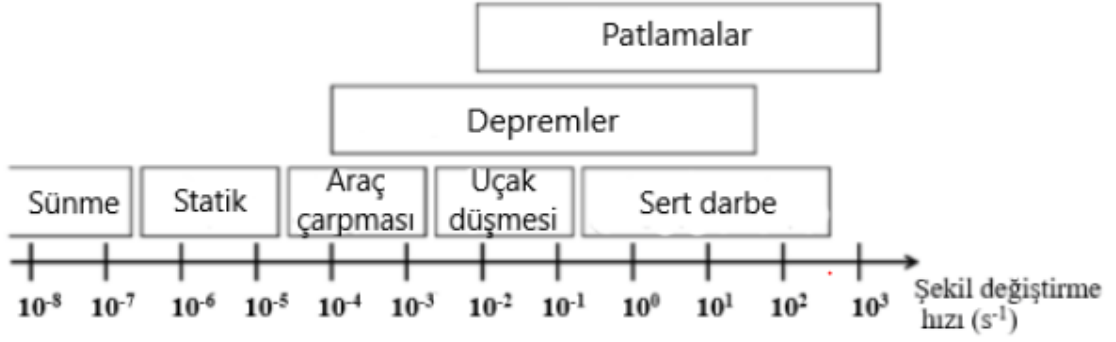 Patlamalar
Depremler
Sünme
Statik
Araç
çarpması
Uçak
düşmesi
Sert darbe
10⁻⁸ 10⁻⁷ 10⁻⁶ 10⁻⁵ 10⁻⁴ 10⁻³ 10⁻² 10⁻¹ 10⁰ 10¹ 10² 10³
Şekil değiştirme
hızı (s⁻¹)